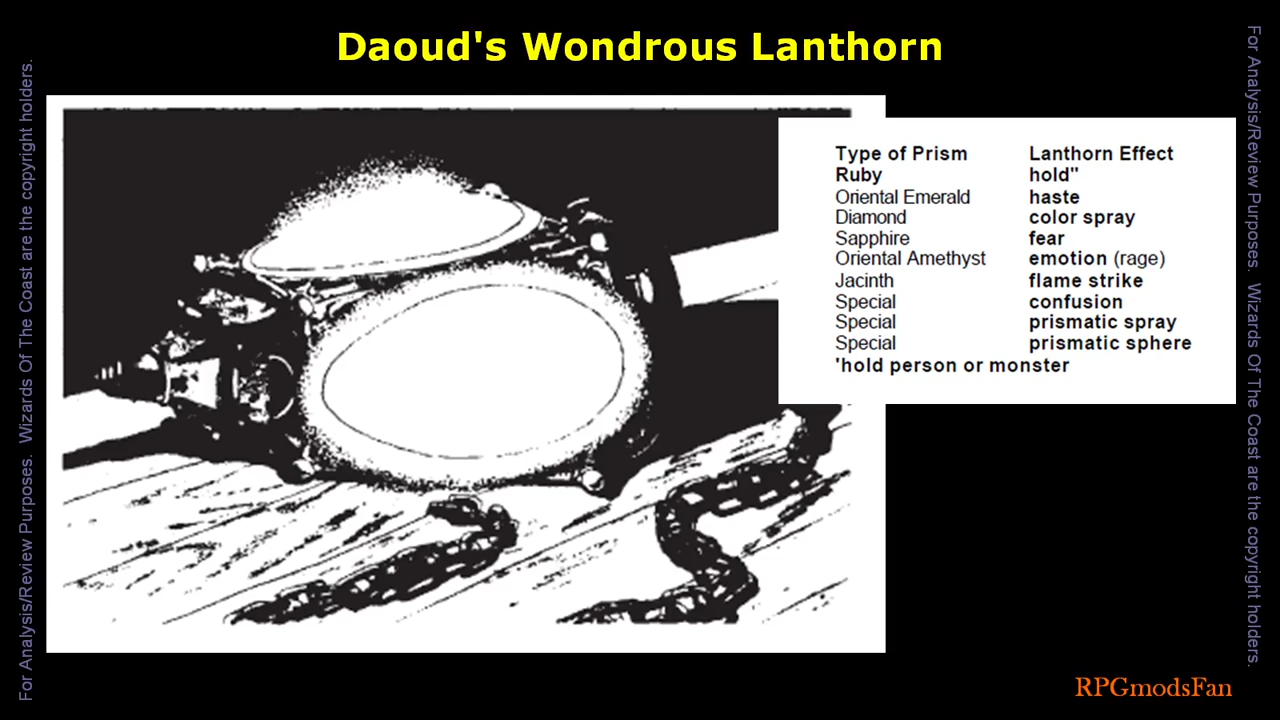 Daoud's Wondrous Lanthorn
For Analysis/Review Purposes.  Wizards Of The Coast are the copyright holders.
Type of Prism Lanthorn Effect
Ruby hold"
Oriental Emerald haste
Diamond color spray
Sapphire fear
Oriental Amethyst emotion (rage)
Jacinth flame strike
Special confusion
Special prismatic spray
Special prismatic sphere
'hold person or monster
For Analysis/Review Purposes.  Wizards Of The Coast are the copyright holders.
RPGmodsFan